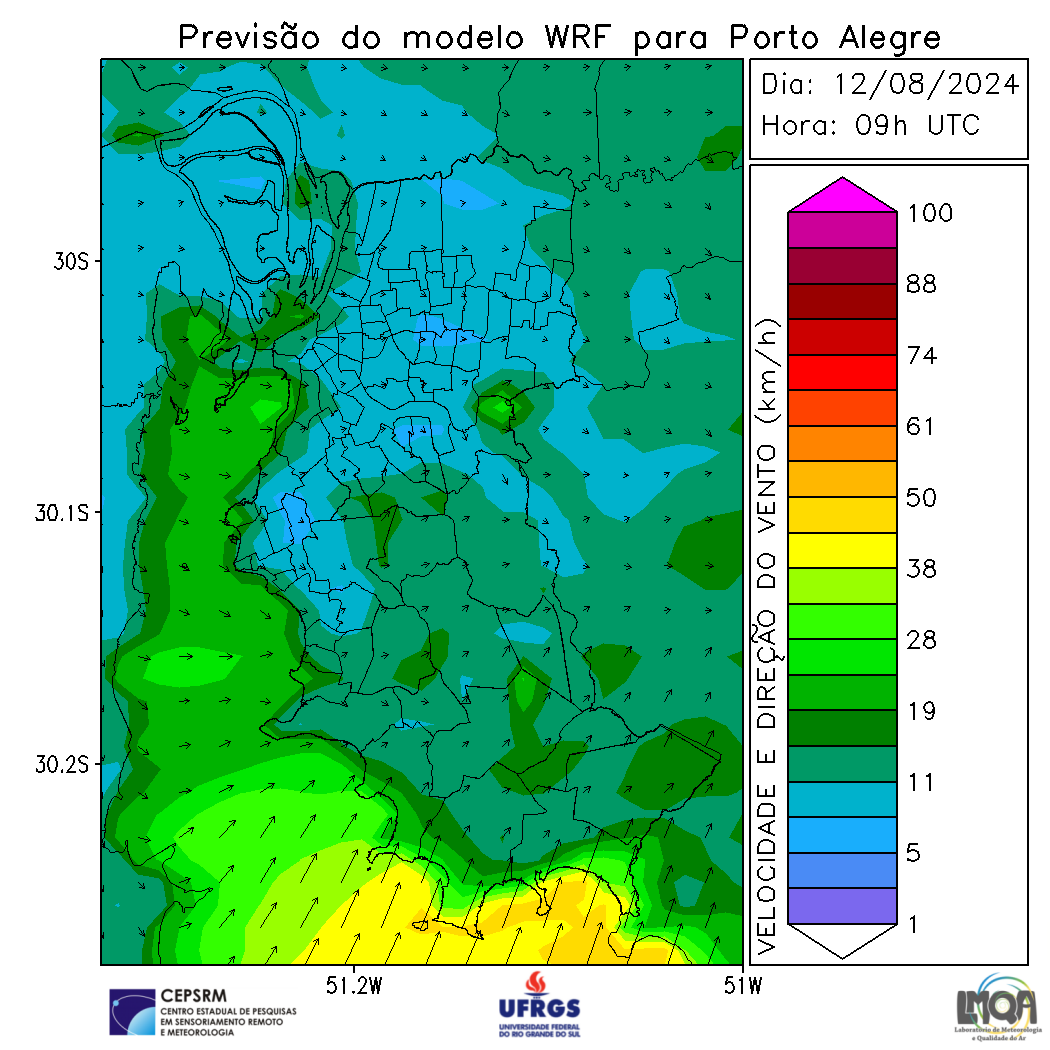 Previsão do modelo WRF para Porto Alegre
Dia: 12/08/2024
Hora: 09h UTC
30S
30.1S
30.2S
51.2W
51W
VELOCIDADE E DIREÇÃO DO VENTO (km/h)
100
88
74
61
50
38
28
19
11
5
1
CEPSRM
CENTRO ESTADUAL DE PESQUISAS
EM SENSORIAMENTO REMOTO
E METEOROLOGIA
UFRGS
UNIVERSIDADE FEDERAL
DO RIO GRANDE DO SUL
LMQA
Laboratório de Meteorologia
e Qualidade do Ar